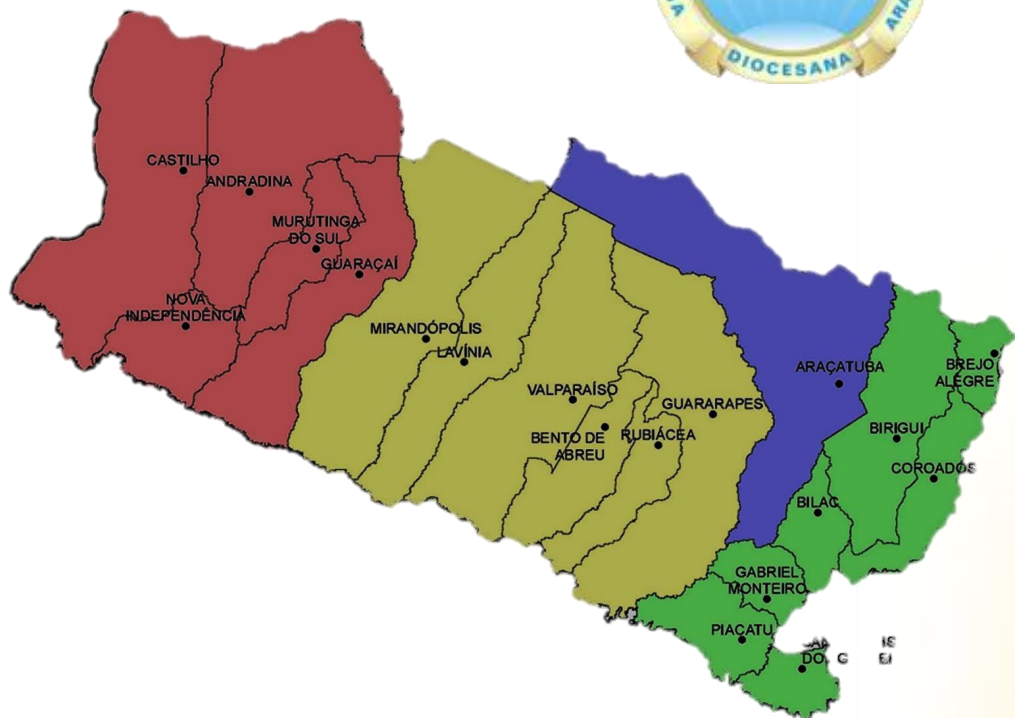 DIOCESANA
CASTILHO
ANDRADINA
MURUTINGA
DO SUL
GUARAÇAÍ
NOVA
INDEPENDÊNCIA
MIRANDÓPOLIS
LAVÍNIA
VALPARAÍSO
BENTO DE
ABREU
RUBIÁCEA
GUARARAPES
ARAÇATUBA
BREJO
ALEGRE
BIRIGUI
COROADOS
BILAC
GABRIEL
MONTEIRO
PIACATU